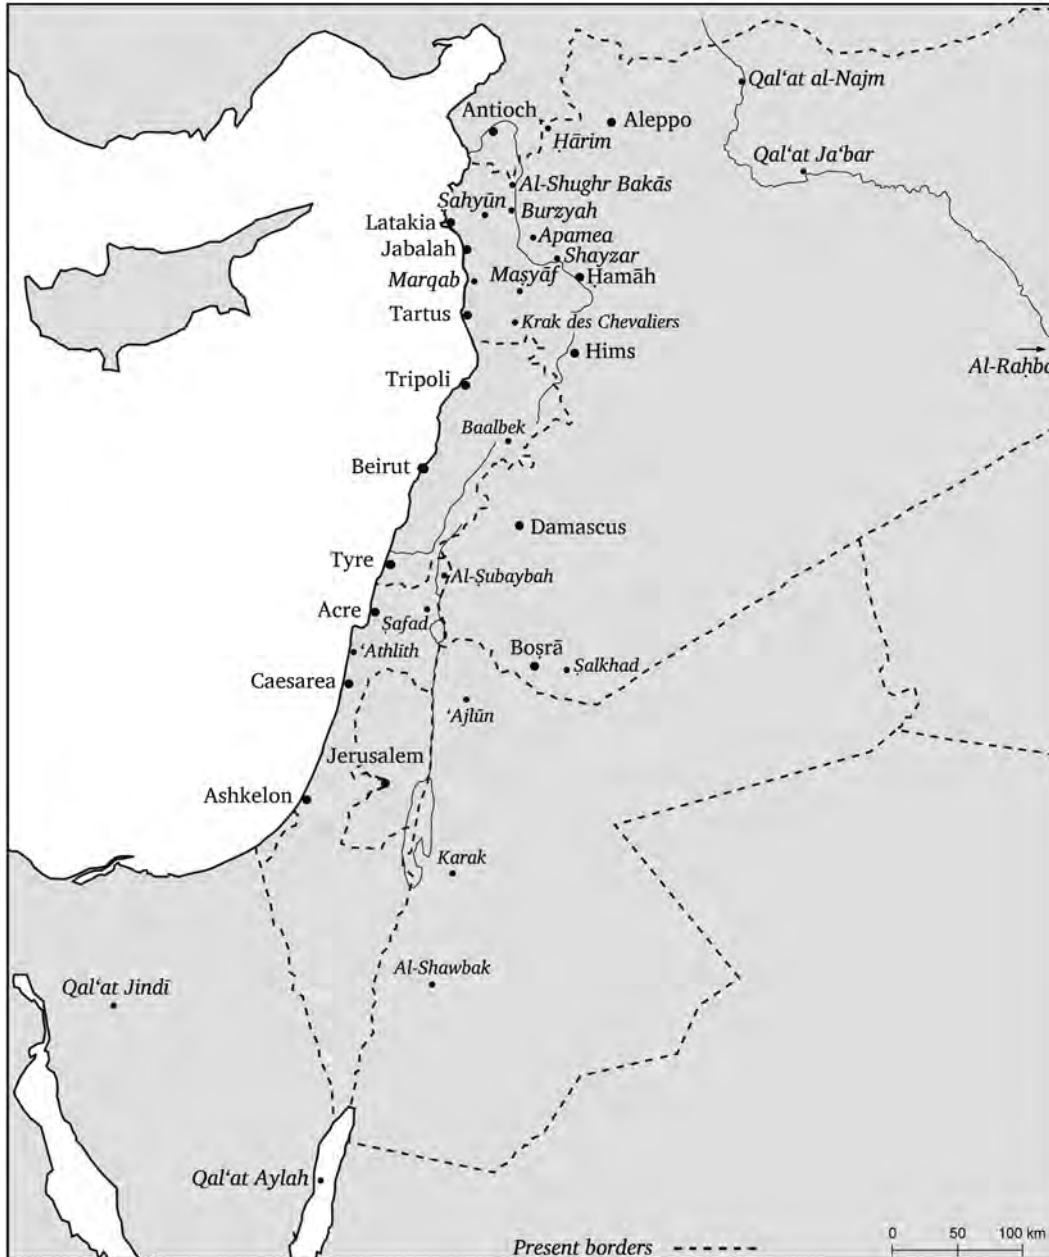 Qal‘at al-Najm
Antioch
Aleppo
Hārim
Qal‘at Ja‘bar
Al-Shughr Bakās
Ṣahyūn
Burzyah
Latakia
Apamea
Jabalah
Shayzar
Marqab
Maṣyāf
Hamāh
Tartus
Krak des Chevaliers
Hims
Al-Raḥba
Tripoli
Baalbek
Beirut
Damascus
Tyre
Al-Ṣubaybah
Acre
Ṣafad
‘Athlith
Boṣrā
Ṣalkhad
Caesarea
‘Ajlūn
Jerusalem
Ashkelon
Karak
Al-Shawbak
Qal‘at Jindī
Qal‘at Aylah
Present borders
0 50 100 km